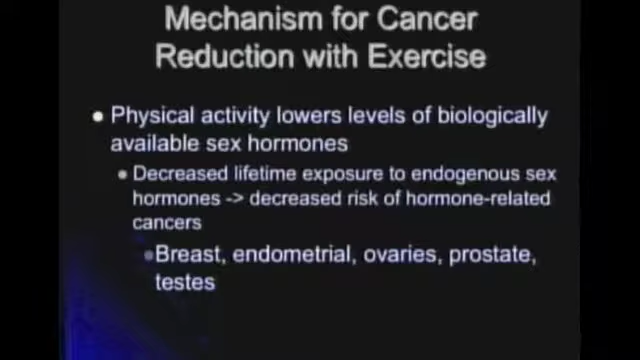 Mechanism for Cancer
Reduction with Exercise
• Physical activity lowers levels of biologically
available sex hormones
• Decreased lifetime exposure to endogenous sex
hormones -> decreased risk of hormone-related
cancers
• Breast, endometrial, ovaries, prostate,
testes